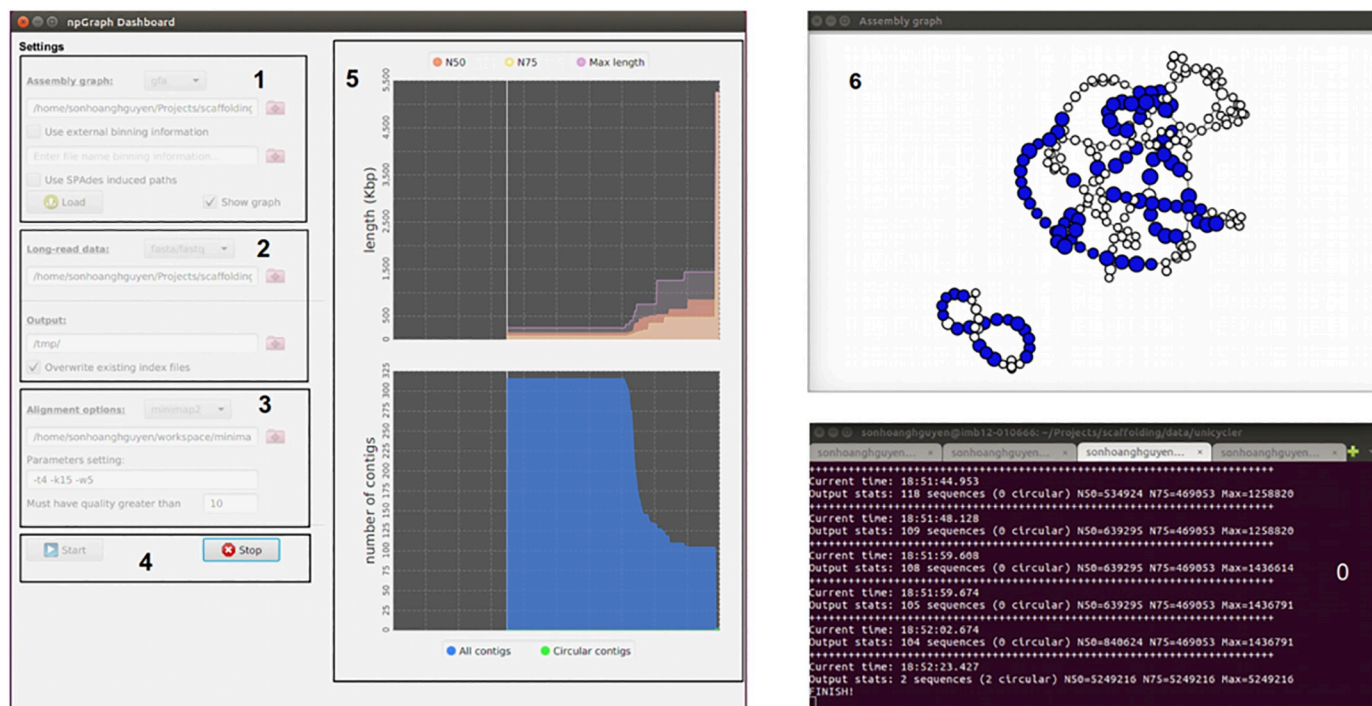 npGraph Dashboard
Settings
Assembly graph: gfa 1
/home/sonhoanghguyen/Projects/scaffolding
Use external binning information
Enter file name binning information...
Use SPAdes induced paths
Load Show graph
Long-read data: fasta/fastq 2
/home/sonhoanghguyen/Projects/scaffolding
Output:
/tmp/
Overwrite existing index files
Alignment options: minimap2 3
/home/sonhoanghguyen/workspace/minima
Parameters setting:
-t4 -k15 -w5
Must have quality greater than 10
Start Stop
4
5
N50 N75 Max length
length (Kbp)
5,500
4,500
3,500
2,500
1,500
500
0
number of contigs
325
300
275
250
225
200
175
150
125
100
75
50
25
0
All contigs Circular contigs
Assembly graph
6
sonhoanghguyen@imb12-010666: ~/Projects/scaffolding/data/unicycler
sonhoanghguyen... × sonhoanghguyen... × sonhoanghguyen... × sonhoanghguyen... ×
++++++++++++++++++++++++++++++++++++++++++++++++++++++++++++++++++++++
Current time: 18:51:44.953
Output stats: 118 sequences (0 circular) N50=534924 N75=469053 Max=1258820
++++++++++++++++++++++++++++++++++++++++++++++++++++++++++++++++++++++
Current time: 18:51:48.128
Output stats: 109 sequences (0 circular) N50=639295 N75=469053 Max=1258820
++++++++++++++++++++++++++++++++++++++++++++++++++++++++++++++++++++++
Current time: 18:51:59.608
Output stats: 108 sequences (0 circular) N50=639295 N75=469053 Max=1436614
++++++++++++++++++++++++++++++++++++++++++++++++++++++++++++++++++++++
Current time: 18:51:59.674
Output stats: 105 sequences (0 circular) N50=639295 N75=469053 Max=1436791
++++++++++++++++++++++++++++++++++++++++++++++++++++++++++++++++++++++
Current time: 18:52:02.674
Output stats: 104 sequences (0 circular) N50=840624 N75=469053 Max=1436791
++++++++++++++++++++++++++++++++++++++++++++++++++++++++++++++++++++++
Current time: 18:52:23.427
Output stats: 2 sequences (2 circular) N50=5249216 N75=5249216 Max=5249216
FINISH!
0